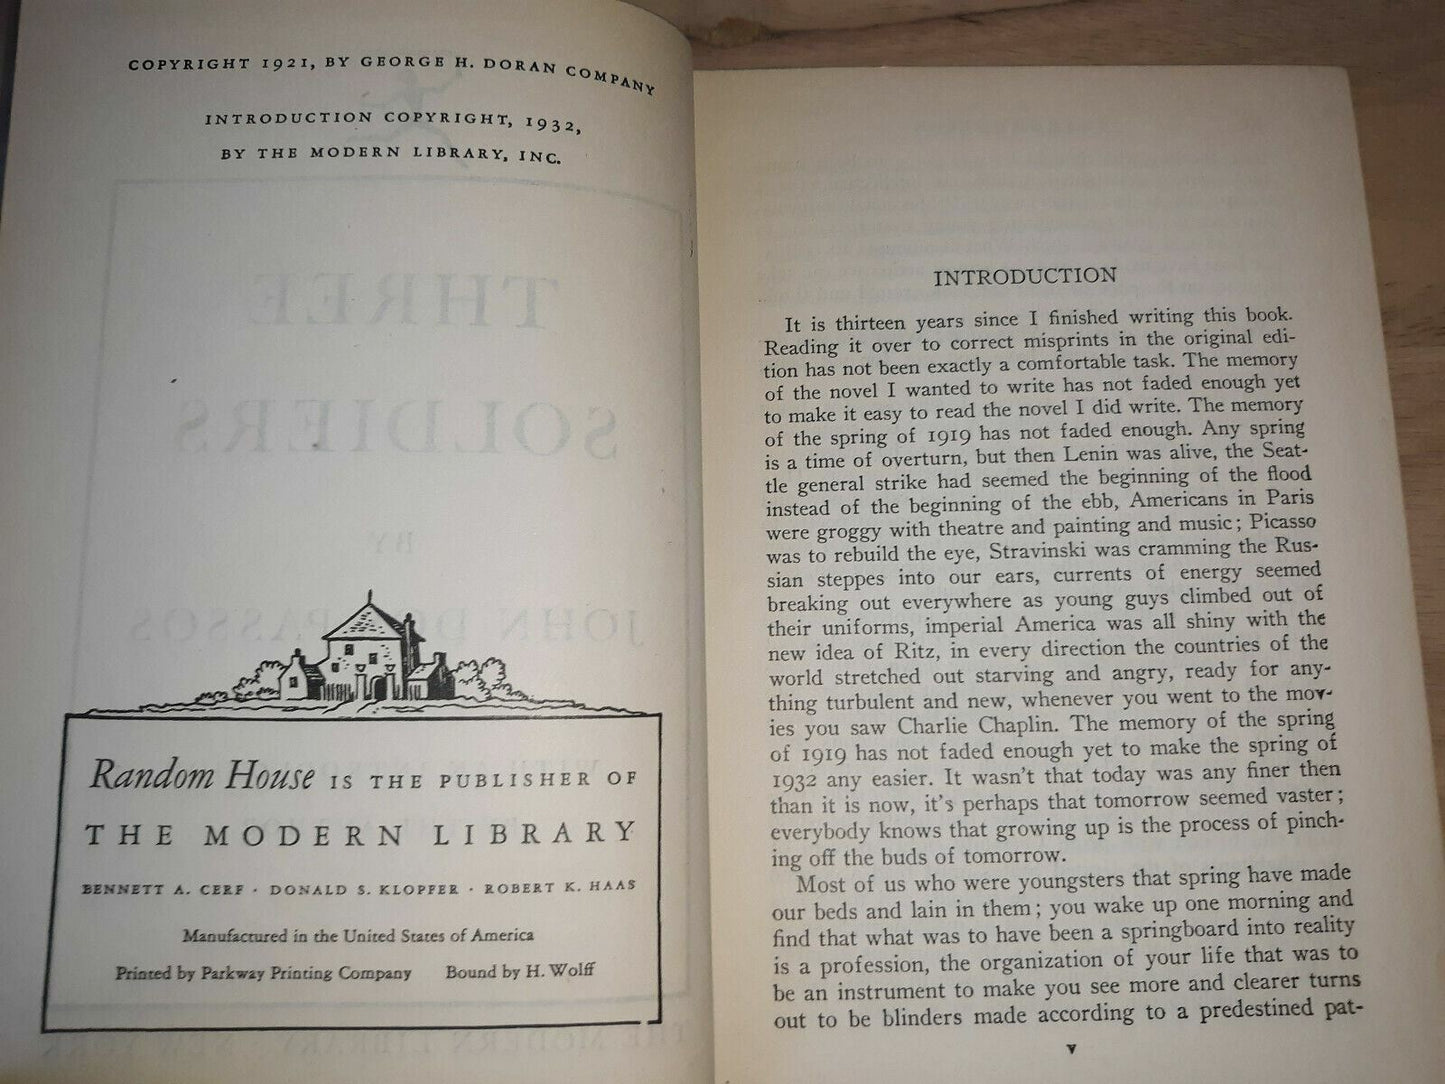 COPYRIGHT 1921, BY GEORGE H. DORAN COMPANY
INTRODUCTION COPYRIGHT, 1932,
BY THE MODERN LIBRARY, INC.
THREE
SOLDIERS
BY
JOHN DOS PASSOS
Random House IS THE PUBLISHER OF
THE MODERN LIBRARY
BENNETT A. CERF · DONALD S. KLOPFER · ROBERT K. HAAS
Manufactured in the United States of America
Printed by Parkway Printing Company Bound by H. Wolff
INTRODUCTION
It is thirteen years since I finished writing this book.
Reading it over to correct misprints in the original edi-
tion has not been exactly a comfortable task. The memory
of the novel I wanted to write has not faded enough yet
to make it easy to read the novel I did write. The memory
of the spring of 1919 has not faded enough. Any spring
is a time of overturn, but then Lenin was alive, the Seat-
tle general strike had seemed the beginning of the flood
instead of the beginning of the ebb, Americans in Paris
were groggy with theatre and painting and music; Picasso
was to rebuild the eye, Stravinski was cramming the Rus-
sian steppes into our ears, currents of energy seemed
breaking out everywhere as young guys climbed out of
their uniforms, imperial America was all shiny with the
new idea of Ritz, in every direction the countries of the
world stretched out starving and angry, ready for any-
thing turbulent and new, whenever you went to the mov-
ies you saw Charlie Chaplin. The memory of the spring
of 1919 has not faded enough yet to make the spring of
1932 any easier. It wasn't that today was any finer then
than it is now, it's perhaps that tomorrow seemed vaster;
everybody knows that growing up is the process of pinch-
ing off the buds of tomorrow.
Most of us who were youngsters that spring have made
our beds and lain in them; you wake up one morning and
find that what was to have been a springboard into reality
is a profession, the organization of your life that was to
be an instrument to make you see more and clearer turns
out to be blinders made according to a predestined pat-
v